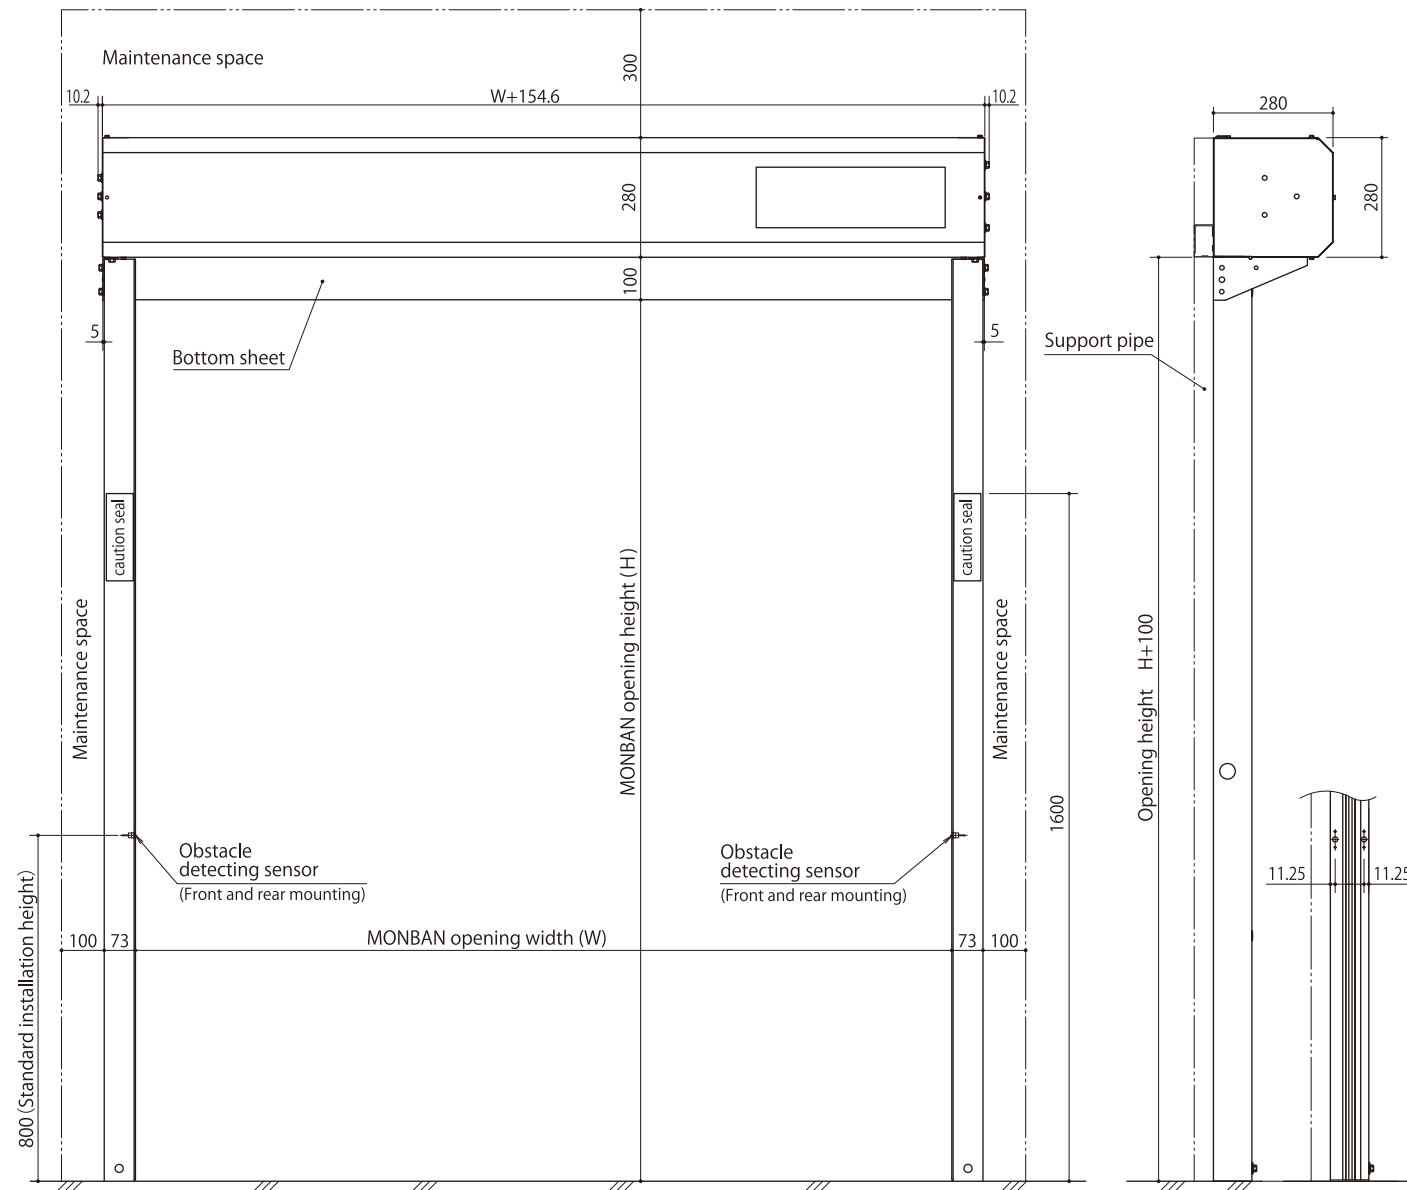 Maintenance space
300
10.2
W+154.6
10.2
280
280
280
100
5
5
Bottom sheet
Support pipe
caution seal
caution seal
MONBAN opening height (H)
Maintenance space
Maintenance space
Opening height H+100
1600
Obstacle
detecting sensor
(Front and rear mounting)
Obstacle
detecting sensor
(Front and rear mounting)
11.25
11.25
800 (Standard installation height)
100
73
MONBAN opening width (W)
73
100